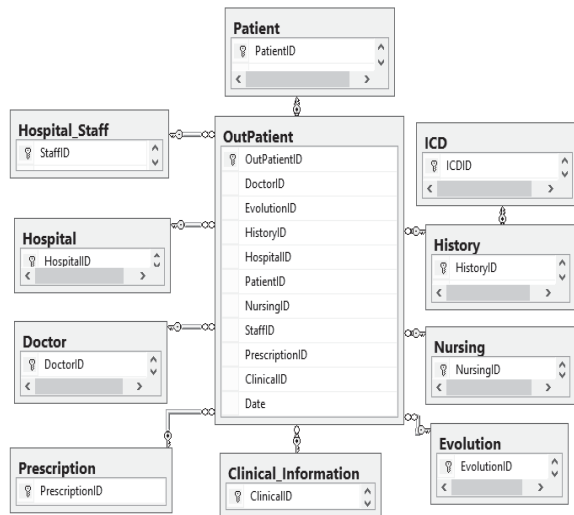 Patient
PatientID
Hospital_Staff
StaffID
OutPatient
OutPatientID
DoctorID
EvolutionID
HistoryID
HospitalID
PatientID
NursingID
StaffID
PrescriptionID
ClinicalID
Date
ICD
ICDID
Hospital
HospitalID
History
HistoryID
Doctor
DoctorID
Nursing
NursingID
Prescription
PrescriptionID
Clinical_Information
ClinicalID
Evolution
EvolutionID